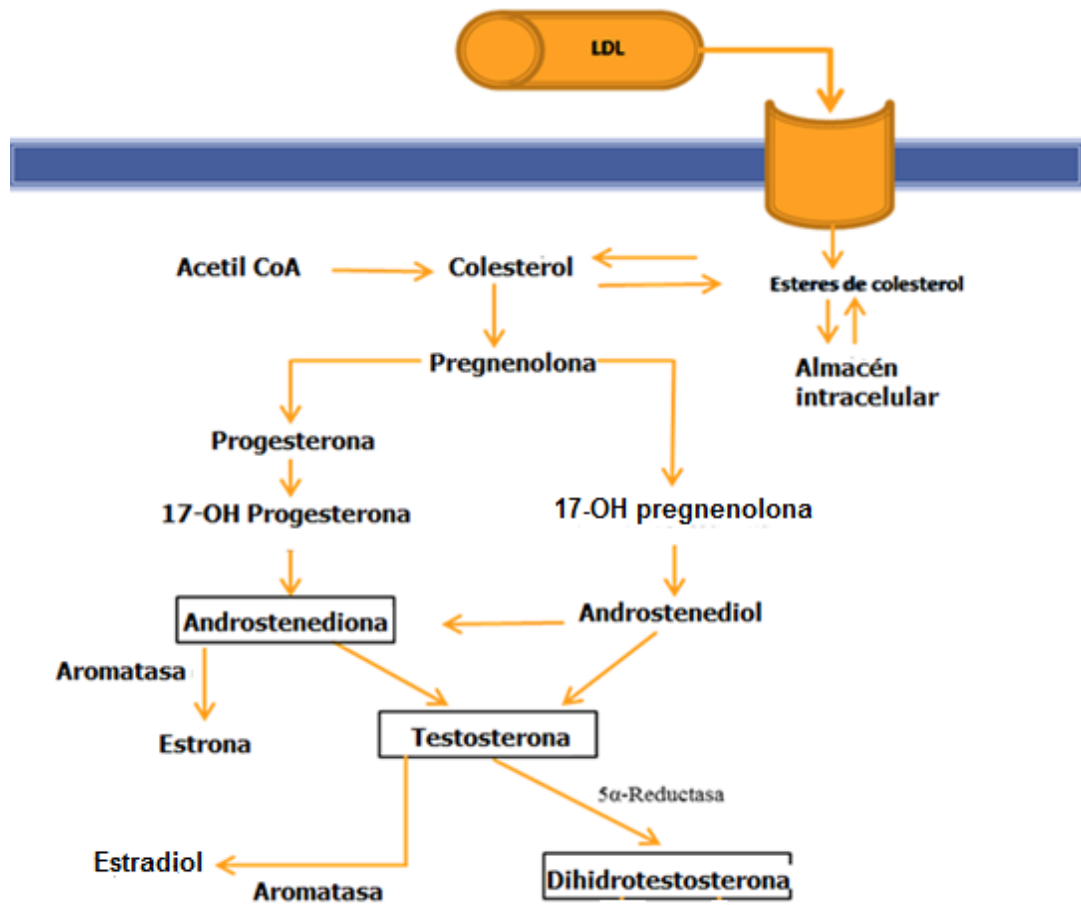 LDL
Acetil CoA
Colesterol
Esteres de colesterol
Pregnenolona
Almacén
intracelular
Progesterona
17-OH Progesterona
17-OH pregnenolona
Androstenediona
Androstenediol
Aromatasa
Estrona
Testosterona
5α-Reductasa
Estradiol
Aromatasa
Dihidrotestosterona